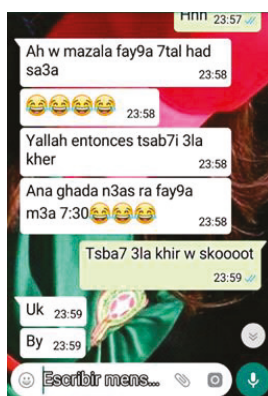 Hnn 23:57
Ah w mazala fay9a 7tal had
sa3a
23:58
23:58
Yallah entonces tsab7i 3la
kher
23:58
Ana ghada n3as ra fay9a
m3a 7:30
23:58
Tsba7 3la khir w skoooot
23:59
Uk 23:59
By 23:59
Escribir mens...